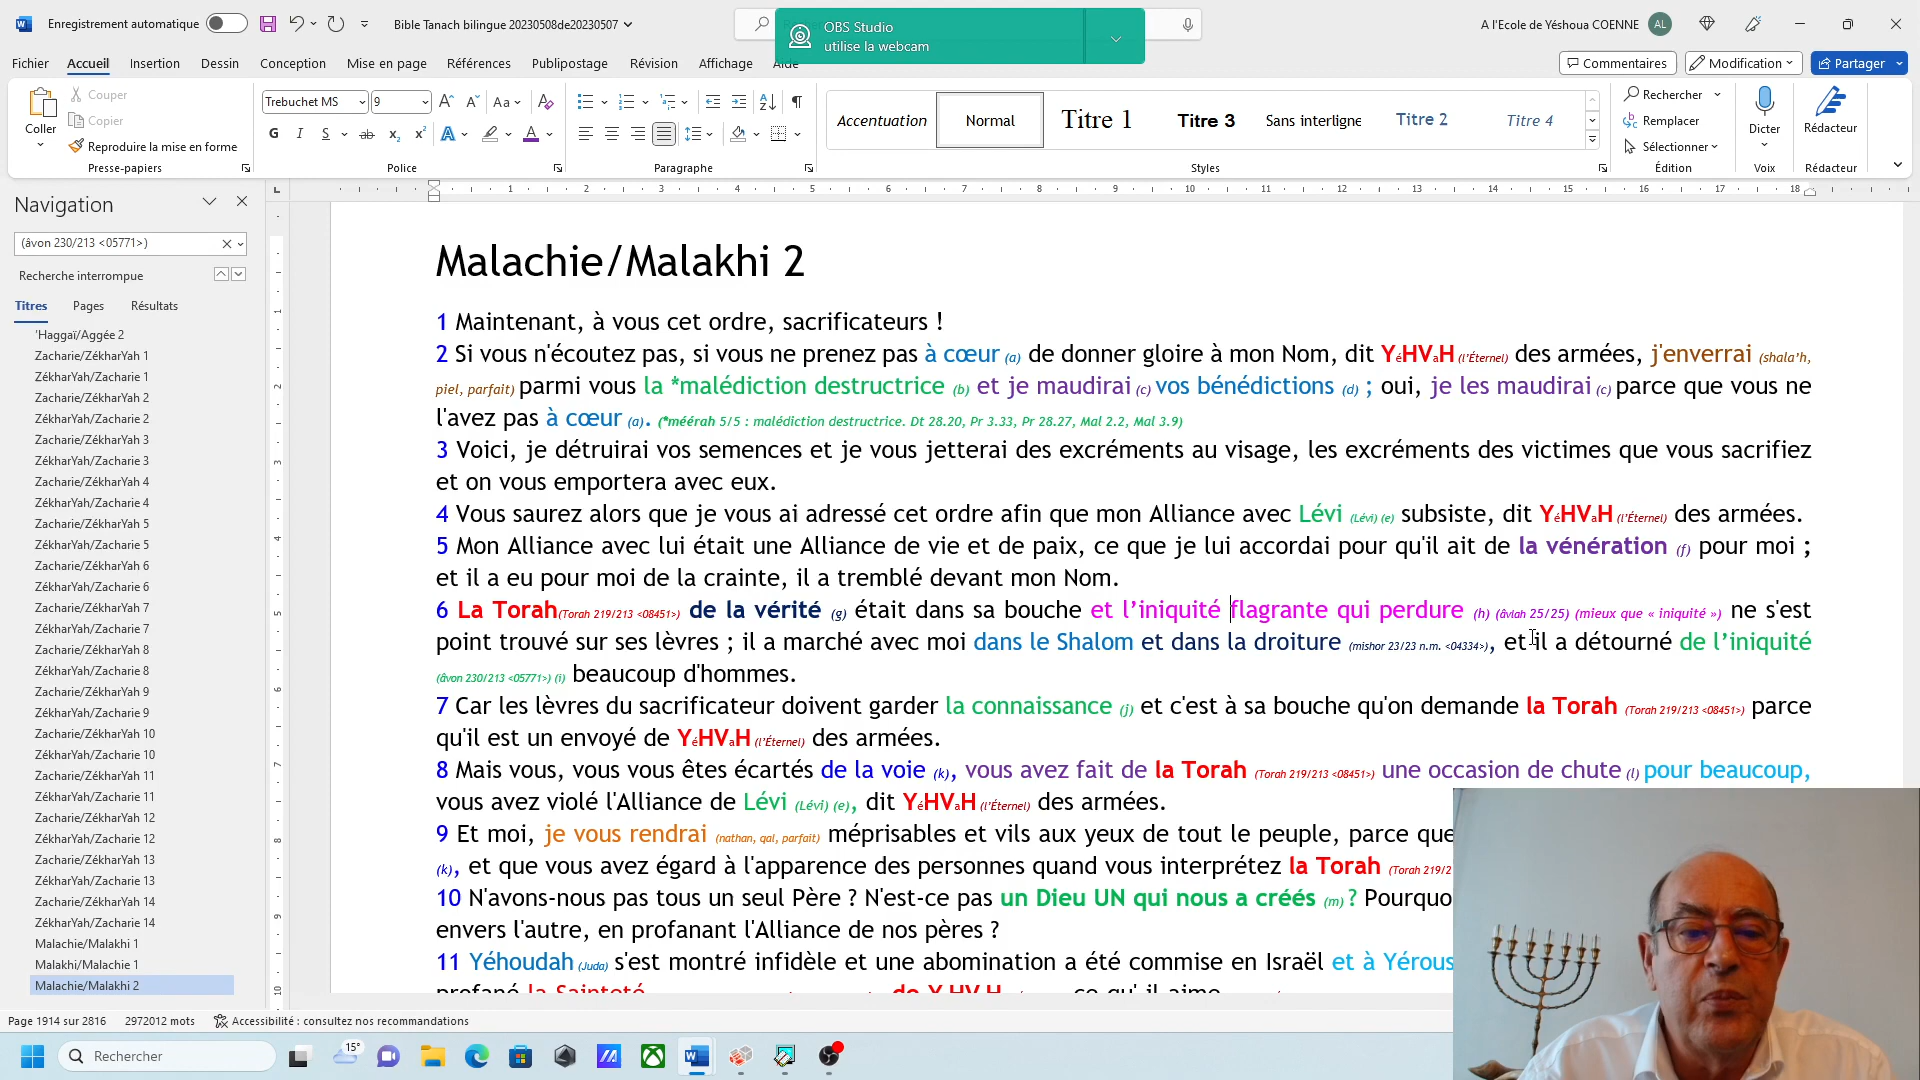 Enregistrement automatique
Bible Tanach bilingue 20230508de20230507
OBS Studio
utilise la webcam
A l'Ecole de Yéshoua COENNE
AL
Fichier Accueil Insertion Dessin Conception Mise en page Références Publipostage Révision Affichage Aide
Commentaires Modification Partager
Coller
Couper
Copier
Reproduire la mise en forme
Presse-papiers
Trebuchet MS 9
Police
Paragraphe
Accentuation Normal Titre 1 Titre 3 Sans interligne Titre 2 Titre 4
Styles
Rechercher
Remplacer
Sélectionner
Édition
Dicter
Voix
Rédacteur
Rédacteur
Navigation
(âvon 230/213 <05771>)
Recherche interrompue
Titres Pages Résultats
'Haggaï/Aggée 2
Zacharie/ZékharYah 1
ZékharYah/Zacharie 1
Zacharie/ZékharYah 2
ZékharYah/Zacharie 2
Zacharie/ZékharYah 3
ZékharYah/Zacharie 3
Zacharie/ZékharYah 4
ZékharYah/Zacharie 4
Zacharie/ZékharYah 5
ZékharYah/Zacharie 5
Zacharie/ZékharYah 6
ZékharYah/Zacharie 6
Zacharie/ZékharYah 7
ZékharYah/Zacharie 7
Zacharie/ZékharYah 8
ZékharYah/Zacharie 8
Zacharie/ZékharYah 9
ZékharYah/Zacharie 9
Zacharie/ZékharYah 10
ZékharYah/Zacharie 10
Zacharie/ZékharYah 11
ZékharYah/Zacharie 11
Zacharie/ZékharYah 12
ZékharYah/Zacharie 12
Zacharie/ZékharYah 13
ZékharYah/Zacharie 13
Zacharie/ZékharYah 14
ZékharYah/Zacharie 14
Malachie/Malakhi 1
Malakhi/Malachie 1
Malachie/Malakhi 2
Malachie/Malakhi 2
1 Maintenant, à vous cet ordre, sacrificateurs !
2 Si vous n'écoutez pas, si vous ne prenez pas à cœur (a) de donner gloire à mon Nom, dit YéHVaH (l'Éternel) des armées, j'enverrai (shala'h,
piel, parfait) parmi vous la *malédiction destructrice (b) et je maudirai (c) vos bénédictions (d) ; oui, je les maudirai (c) parce que vous ne
l'avez pas à cœur (a). (*méérah 5/5 : malédiction destructrice. Dt 28.20, Pr 3.33, Pr 28.27, Mal 2.2, Mal 3.9)
3 Voici, je détruirai vos semences et je vous jetterai des excréments au visage, les excréments des victimes que vous sacrifiez
et on vous emportera avec eux.
4 Vous saurez alors que je vous ai adressé cet ordre afin que mon Alliance avec Lévi (Lévi) (e) subsiste, dit YéHVaH (l'Éternel) des armées.
5 Mon Alliance avec lui était une Alliance de vie et de paix, ce que je lui accordai pour qu'il ait de la vénération (f) pour moi ;
et il a eu pour moi de la crainte, il a tremblé devant mon Nom.
6 La Torah(Torah 219/213 <08451>) de la vérité (g) était dans sa bouche et l’iniquité flagrante qui perdure (h) (âvlah 25/25) (mieux que « iniquité ») ne s'est
point trouvé sur ses lèvres ; il a marché avec moi dans le Shalom et dans la droiture (mishor 23/23 n.m. <04334>), et il a détourné de l’iniquité
(âvon 230/213 <05771>) (i) beaucoup d'hommes.
7 Car les lèvres du sacrificateur doivent garder la connaissance (j) et c'est à sa bouche qu'on demande la Torah (Torah 219/213 <08451>) parce
qu'il est un envoyé de YéHVaH (l'Éternel) des armées.
8 Mais vous, vous vous êtes écartés de la voie (k), vous avez fait de la Torah (Torah 219/213 <08451>) une occasion de chute (l) pour beaucoup,
vous avez violé l'Alliance de Lévi (Lévi) (e), dit YéHVaH (l'Éternel) des armées.
9 Et moi, je vous rendrai (nathan, qal, parfait) méprisables et vils aux yeux de tout le peuple, parce que
(k), et que vous avez égard à l'apparence des personnes quand vous interprétez la Torah (Torah 219/2
10 N'avons-nous pas tous un seul Père ? N'est-ce pas un Dieu UN qui nous a créés (m) ? Pourquo
envers l'autre, en profanant l'Alliance de nos pères ?
11 Yéhoudah (Juda) s'est montré infidèle et une abomination a été commise en Israël et à Yérous
profané la Sainteté de YéHVaH ce qu'il aime
Page 1914 sur 2816 2972012 mots Accessibilité : consultez nos recommandations
Rechercher
15°